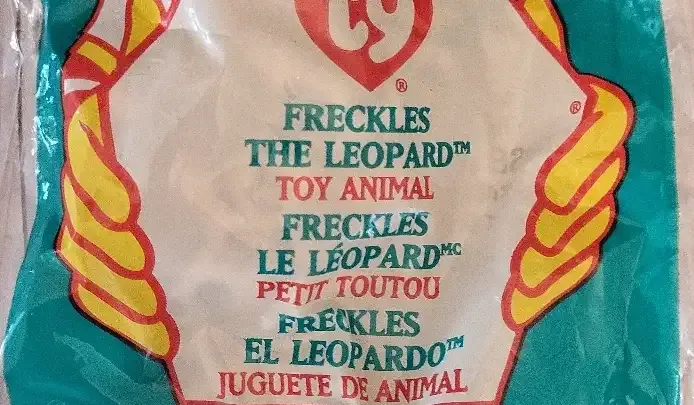 ty®
®
FRECKLES
THE LEOPARD™
TOY ANIMAL
FRECKLES
LE LÉOPARDMC
PETIT TOUTOU
FRECKLES
EL LEOPARDO™
JUGUETE DE ANIMAL